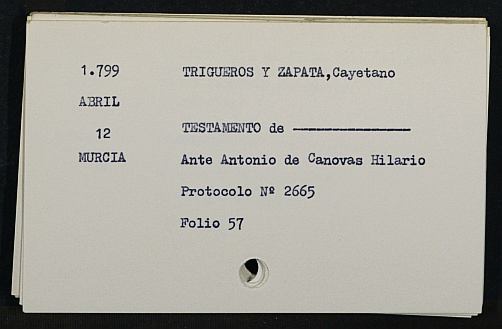 1.799 TRIGUEROS Y ZAPATA,Cayetano
ABRIL
12 TESTAMENTO de ----------------
MURCIA Ante Antonio de Canovas Hilario
Protocolo Nº 2665
Folio 57